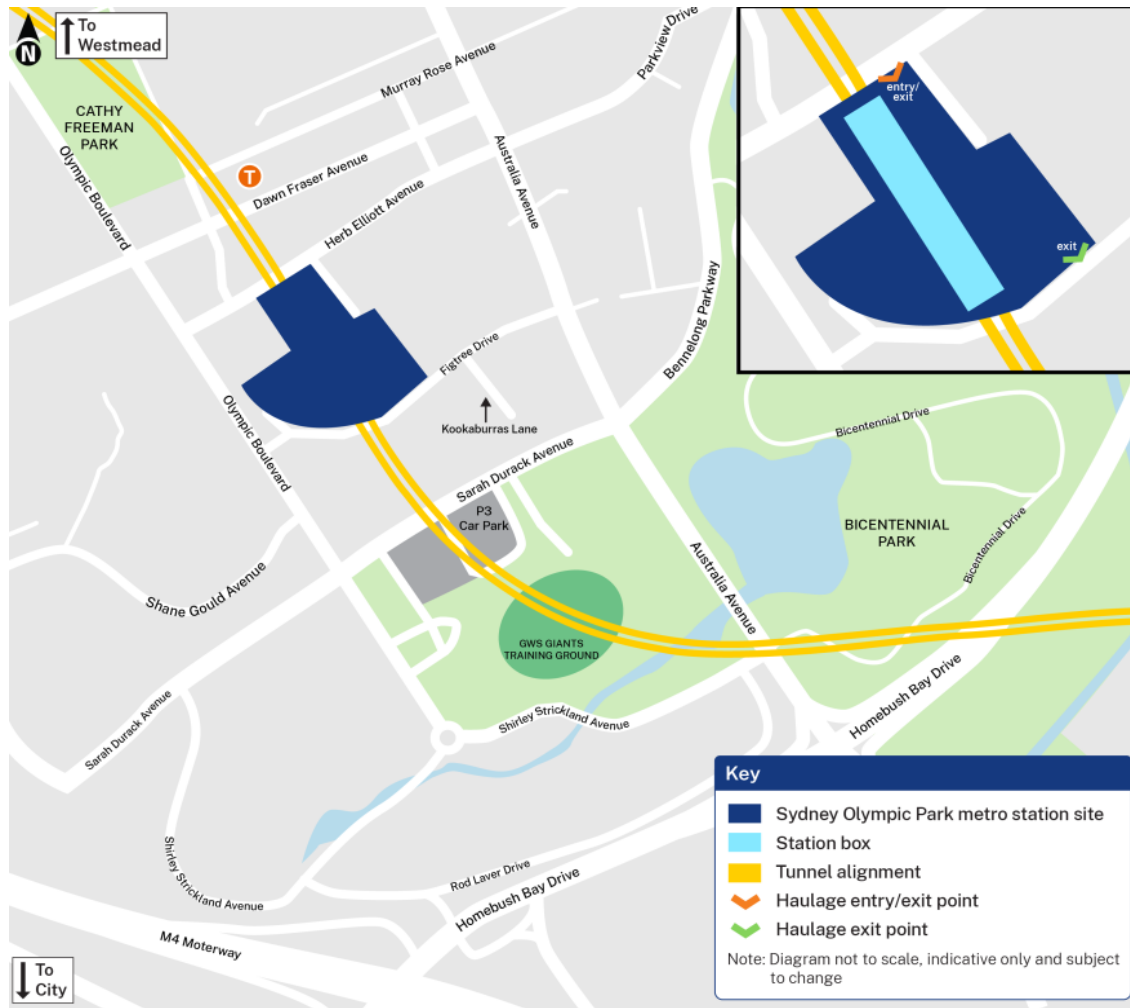 To
Westmead
N
CATHY
FREEMAN
PARK
Olympic Boulevard
Murray Rose Avenue
Parkview Drive
T
Dawn Fraser Avenue
Herb Elliott Avenue
Australia Avenue
Bennelong Parkway
entry/
exit
exit
Figtree Drive
Kookaburras Lane
Olympic Boulevard
Sarah Durack Avenue
P3
Car Park
Bicentennial Drive
BICENTENNIAL
PARK
Bicentennial Drive
Shane Gould Avenue
Australia Avenue
GWS GIANTS
TRAINING GROUND
Sarah Durack Avenue
Shirley Strickland Avenue
Homebush Bay Drive
Shirley Strickland Avenue
Rod Laver Drive
Homebush Bay Drive
M4 Moterway
To
City
Key
Sydney Olympic Park metro station site
Station box
Tunnel alignment
Haulage entry/exit point
Haulage exit point
Note: Diagram not to scale, indicative only and subject
to change